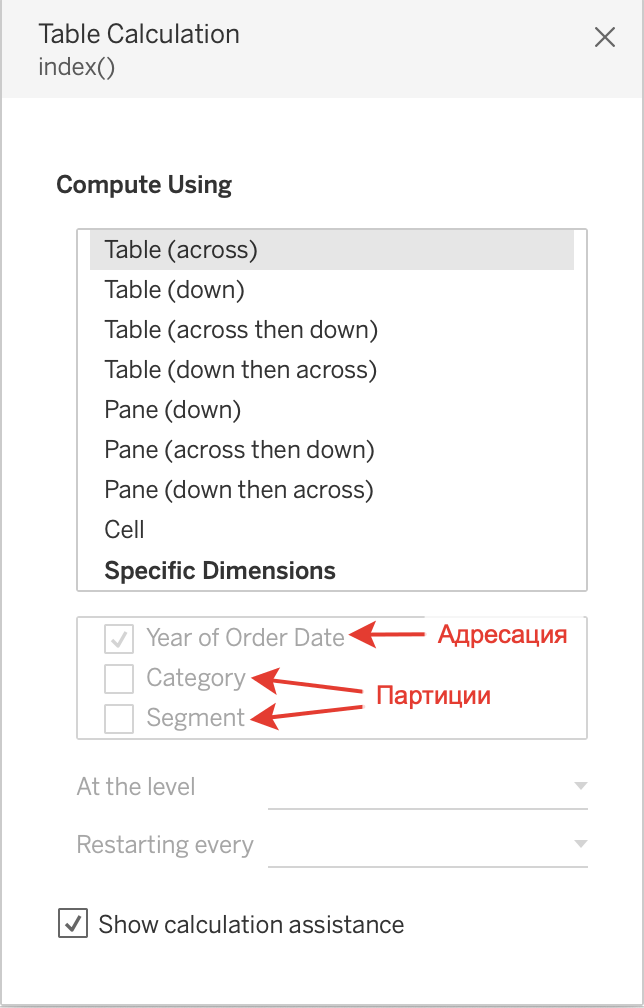 Table Calculation
index()
Compute Using
Table (across)
Table (down)
Table (across then down)
Table (down then across)
Pane (down)
Pane (across then down)
Pane (down then across)
Cell
Specific Dimensions
Year of Order Date Адресация
Category
Партиции
Segment
At the level
Restarting every
Show calculation assistance